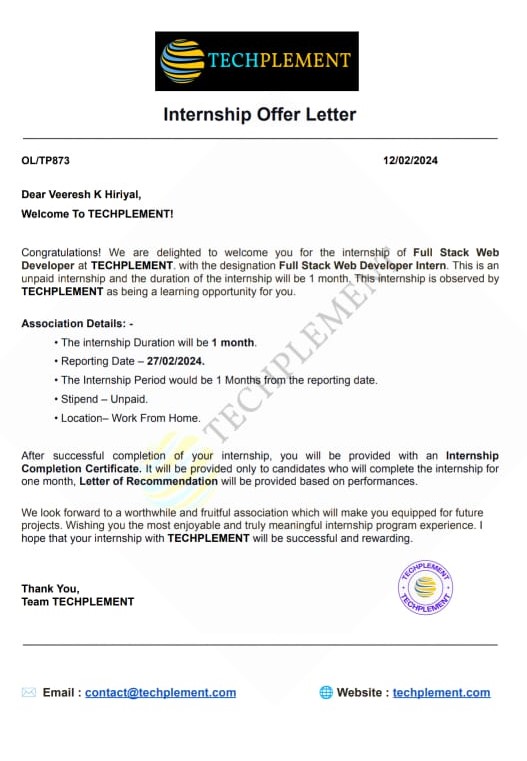 TECHPLEMENT
Internship Offer Letter
OL/TP873 12/02/2024
Dear Veeresh K Hiriyal,
Welcome To TECHPLEMENT!
Congratulations! We are delighted to welcome you for the internship of Full Stack Web
Developer at TECHPLEMENT. with the designation Full Stack Web Developer Intern. This is an
unpaid internship and the duration of the internship will be 1 month. This internship is observed by
TECHPLEMENT as being a learning opportunity for you.
Association Details: -
• The internship Duration will be 1 month.
• Reporting Date – 27/02/2024.
• The Internship Period would be 1 Months from the reporting date.
• Stipend – Unpaid.
• Location– Work From Home.
After successful completion of your internship, you will be provided with an Internship
Completion Certificate. It will be provided only to candidates who will complete the internship for
one month, Letter of Recommendation will be provided based on performances.
We look forward to a worthwhile and fruitful association which will make you equipped for future
projects. Wishing you the most enjoyable and truly meaningful internship program experience. I
hope that your internship with TECHPLEMENT will be successful and rewarding.
Thank You,
Team TECHPLEMENT
TECHPLEMENT
TECHPLEMENT
TECHPLEMENT
Email : contact@techplement.com Website : techplement.com